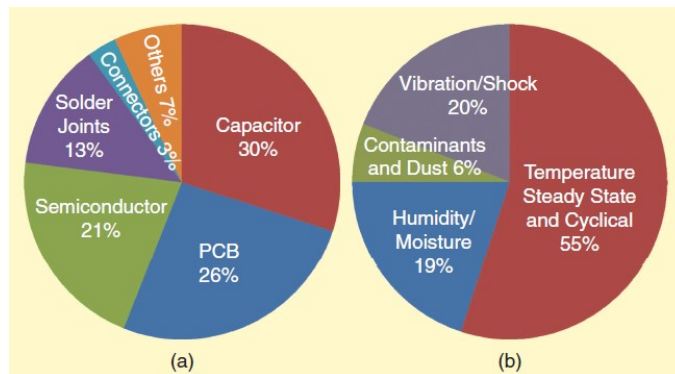 Others 7%
Connectors 3%
Solder
Joints
13%
Capacitor
30%
Semiconductor
21%
PCB
26%
(a)
Vibration/Shock
20%
Contaminants
and Dust 6%
Temperature
Steady State
and Cyclical
55%
Humidity/
Moisture
19%
(b)